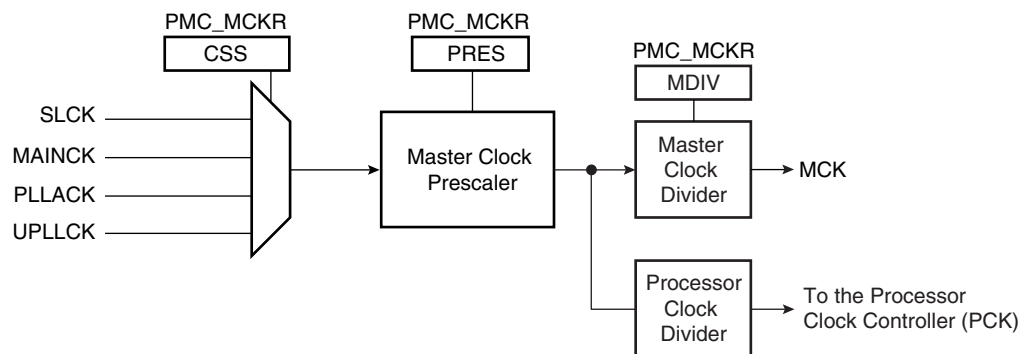 PMC_MCKR
CSS
PMC_MCKR
PRES
PMC_MCKR
MDIV
SLCK
MAINCK
PLLACK
UPLLCK
Master Clock
Prescaler
Master
Clock
Divider
MCK
Processor
Clock
Divider
To the Processor
Clock Controller (PCK)